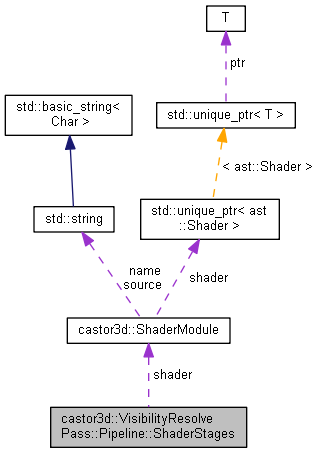 T
ptr
std::basic_string<
Char >
std::unique_ptr< T >
< ast::Shader >
std::string
std::unique_ptr< ast
::Shader >
name
source
shader
castor3d::ShaderModule
shader
castor3d::VisibilityResolve
Pass::Pipeline::ShaderStages